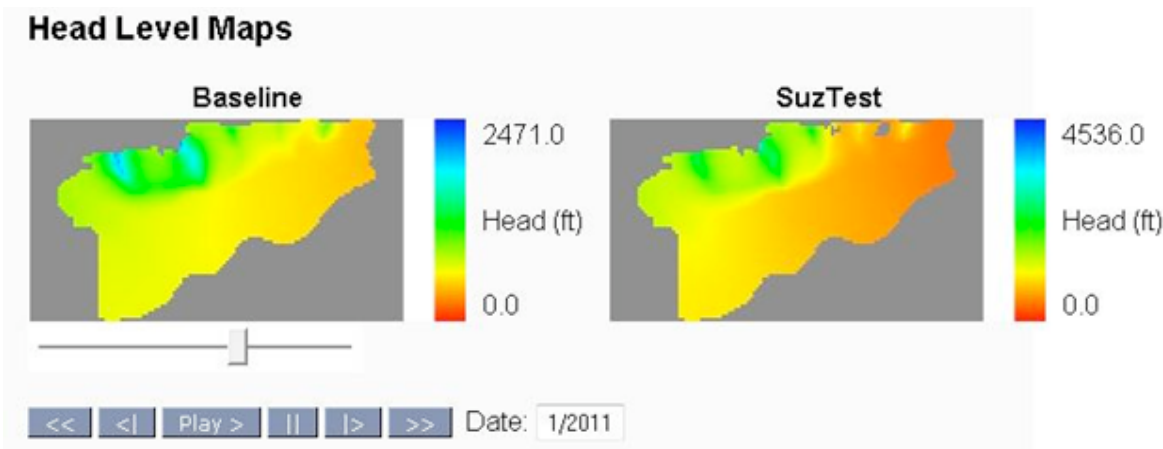 Head Level Maps
Baseline
2471.0
Head (ft)
0.0
SuzTest
4536.0
Head (ft)
0.0
<< <| Play > || |> >> Date: 1/2011